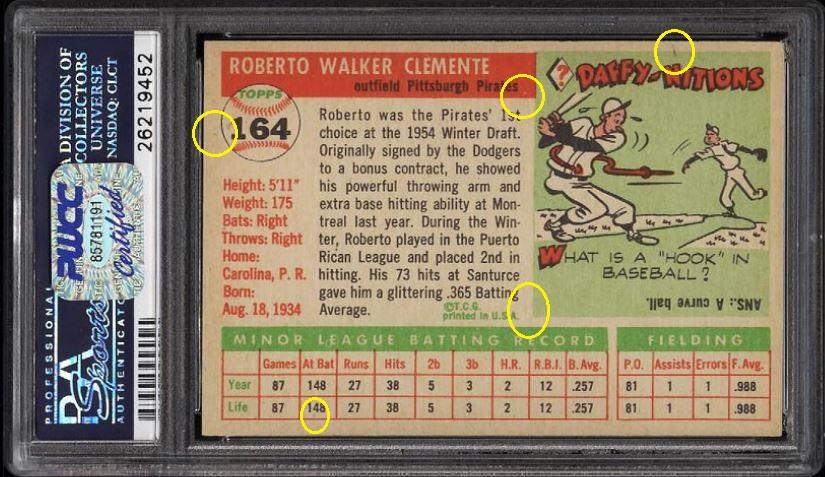 A DIVISION OF
COLLECTORS
UNIVERSE
NASDAQ: CLCT
26219452
PWCC
85781191
Certified
PROFESSIONAL
PSA
Sports
AUTHENTICATOR
ROBERTO WALKER CLEMENTE
outfield Pittsburgh Pirates
TOPPS
164
Height: 5'11"
Weight: 175
Bats: Right
Throws: Right
Home:
Carolina, P. R.
Born:
Aug. 18, 1934
Roberto was the Pirates' 1st
choice at the 1954 Winter Draft.
Originally signed by the Dodgers
to a bonus contract, he showed
his powerful throwing arm and
extra base hitting ability at Mon-
treal last year. During the Win-
ter, Roberto played in the Puerto
Rican League and placed 2nd in
hitting. His 73 hits at Santurce
gave him a glittering .365 Batting
Average.
©T.C.G.
printed in U.S.A.
?
DAFFY-NITIONS
WHAT IS A "HOOK" IN
BASEBALL?
ANS.: A curve ball.
MINOR LEAGUE BATTING RECORD
FIELDING
Games At Bat Runs Hits 2b 3b H.R. R.B.I. B. Avg. P.O. Assists Errors F. Avg.
Year 87 148 27 38 5 3 2 12 .257 81 1 1 .988
Life 87 148 27 38 5 3 2 12 .257 81 1 1 .988